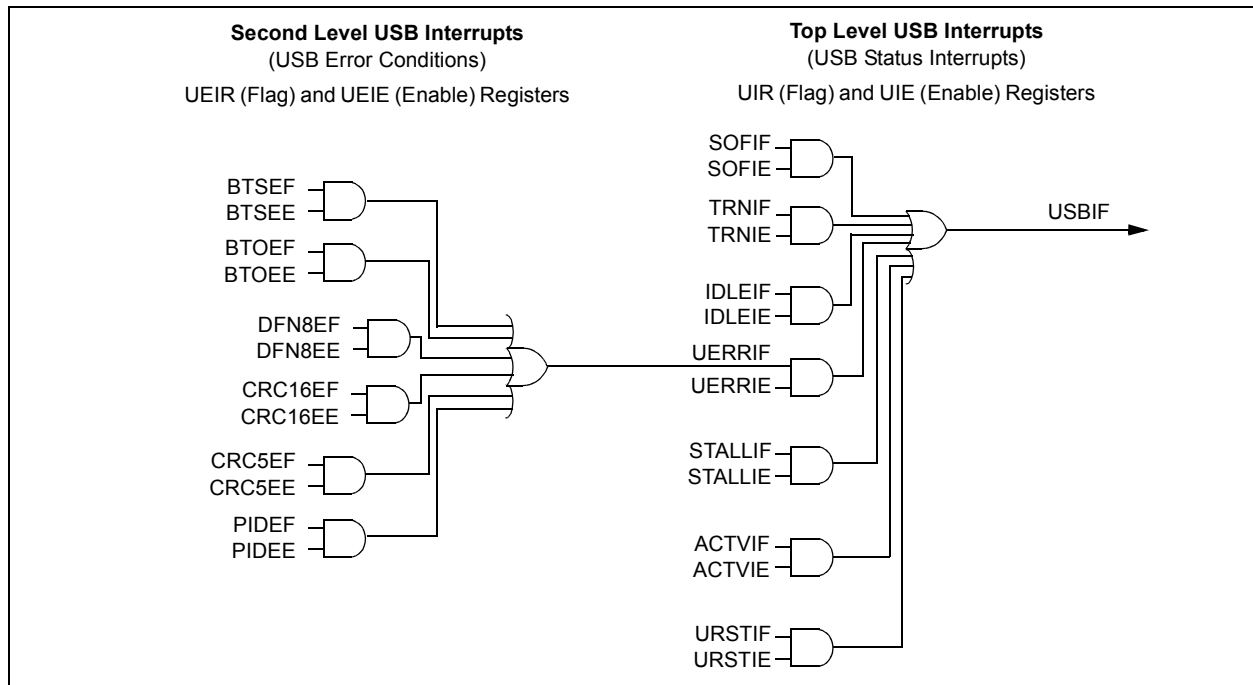 Second Level USB Interrupts
(USB Error Conditions)
UEIR (Flag) and UEIE (Enable) Registers
BTSEF
BTSEE
BTOEF
BTOEE
DFN8EF
DFN8EE
CRC16EF
CRC16EE
CRC5EF
CRC5EE
PIDEF
PIDEE
Top Level USB Interrupts
(USB Status Interrupts)
UIR (Flag) and UIE (Enable) Registers
SOFIF
SOFIE
TRNIF
TRNIE
IDLEIF
IDLEIE
UERRIF
UERRIE
STALLIF
STALLIE
ACTVIF
ACTVIE
URSTIF
URSTIE
USBIF